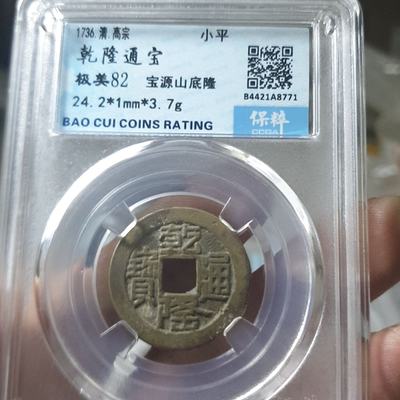 1736 清 高宗 小平
乾隆通宝
极美82 宝源山底隆
24.2*1mm*3.7g
B4421A8771
保粹
CCGA
BAO CUI COINS RATING
乾隆通寶